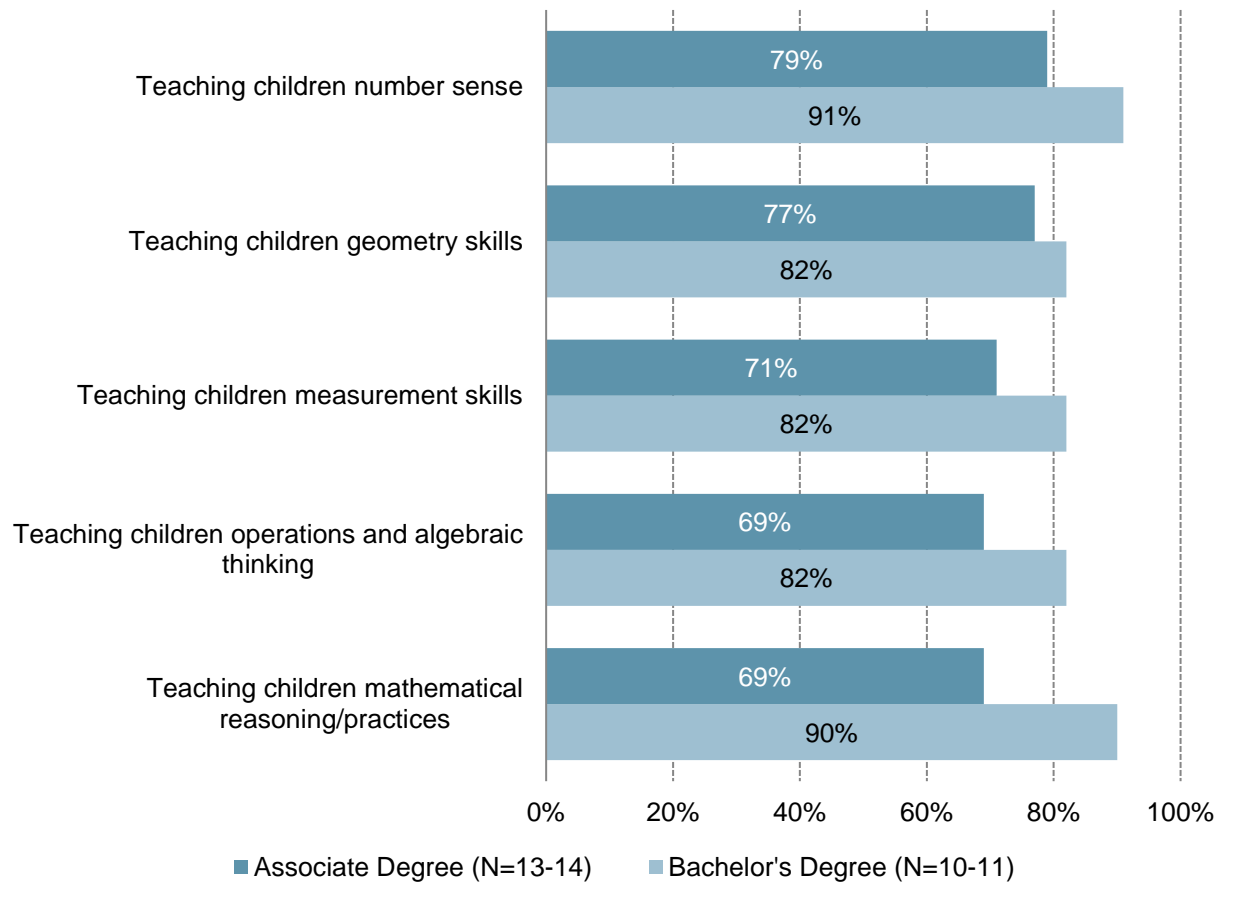 79%
Teaching children number sense
91%
77%
Teaching children geometry skills
82%
71%
Teaching children measurement skills
82%
69%
Teaching children operations and algebraic
thinking
82%
69%
Teaching children mathematical
reasoning/practices
90%
0% 20% 40% 60% 80% 100%
Associate Degree (N=13-14) Bachelor's Degree (N=10-11)